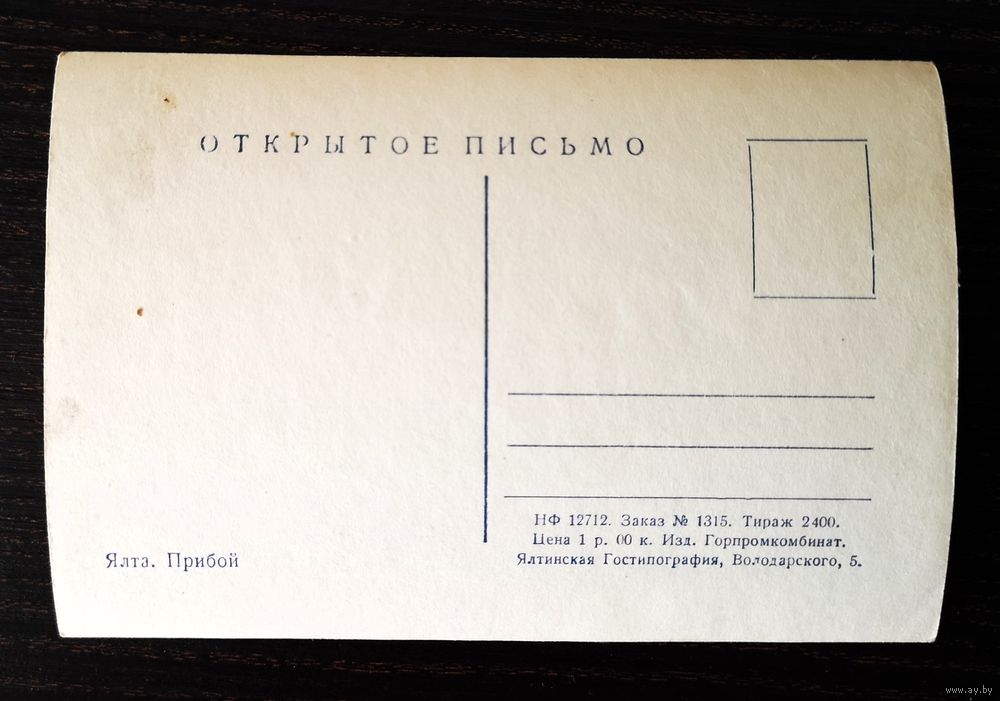 ОТКРЫТОЕ ПИСЬМО
Ялта. Прибой
НФ 12712. Заказ № 1315. Тираж 2400.
Цена 1 р. 00 к. Изд. Горпромкомбинат.
Ялтинская Гостипография, Володарского, 5.
www.ay.by